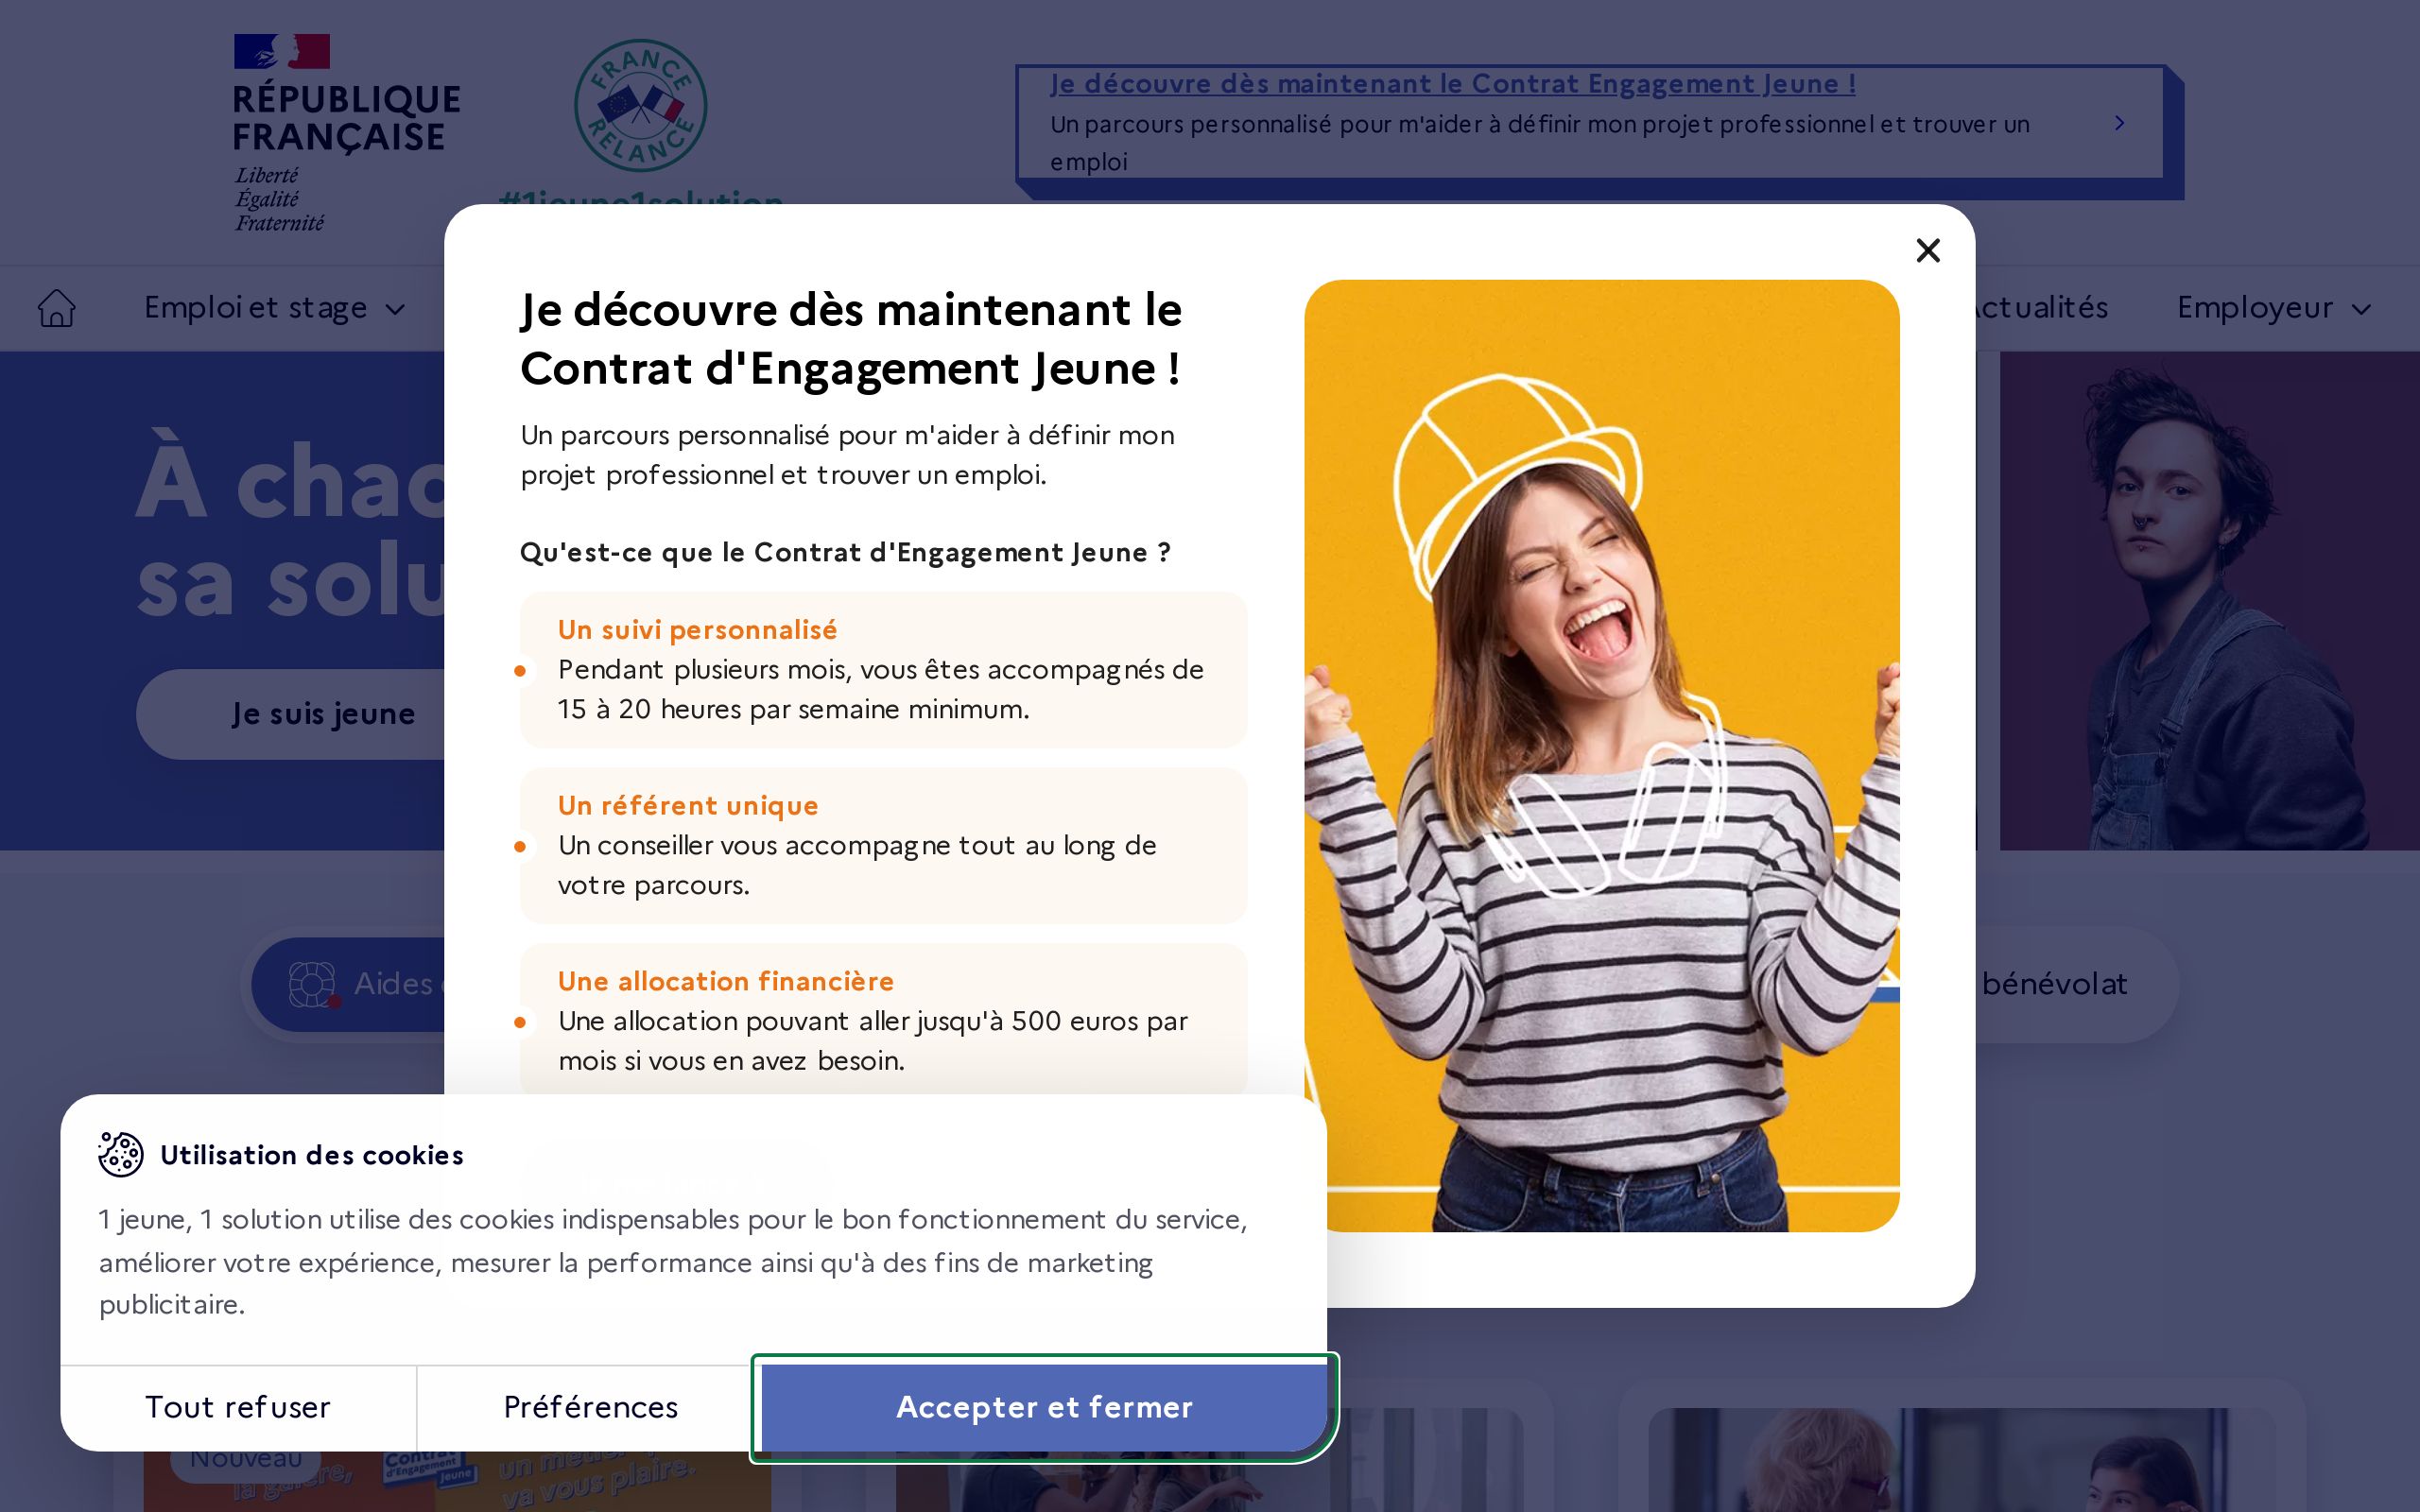 RÉPUBLIQUE
FRANÇAISE
Liberté
Égalité
Fraternité
FRANCE
RELANCE
#1jeune1solution
Je découvre dès maintenant le Contrat Engagement Jeune !
Un parcours personnalisé pour m'aider à définir mon projet professionnel et trouver un
emploi
Emploi et stage
Actualités
Employeur
À chac
sa solu
Je suis jeune
Aides
bénévolat
Je découvre dès maintenant le
Contrat d'Engagement Jeune !
Un parcours personnalisé pour m'aider à définir mon
projet professionnel et trouver un emploi.
Qu'est-ce que le Contrat d'Engagement Jeune ?
Un suivi personnalisé
Pendant plusieurs mois, vous êtes accompagnés de
15 à 20 heures par semaine minimum.
Un référent unique
Un conseiller vous accompagne tout au long de
votre parcours.
Une allocation financière
Une allocation pouvant aller jusqu'à 500 euros par
mois si vous en avez besoin.
Utilisation des cookies
1 jeune, 1 solution utilise des cookies indispensables pour le bon fonctionnement du service,
améliorer votre expérience, mesurer la performance ainsi qu'à des fins de marketing
publicitaire.
Tout refuser
Préférences
Accepter et fermer
Nouveau
la galère,
Contrat
d'Engagement
Jeune
un métier q
va vous plaire.